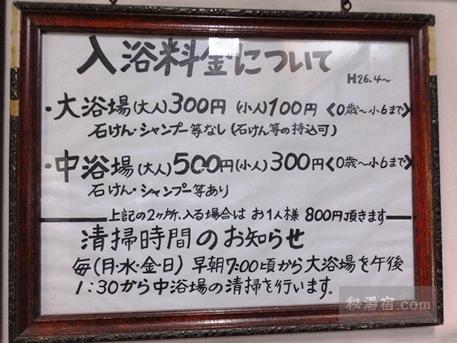 入浴料金について
H26.4〜
・大浴場(大人)300円 (小人)100円〈0歳〜小6まで〉
石けん・シャンプー等なし(石けん等の持込可)
・中浴場(大人)500円(小人)300円〈0歳〜小6まで〉
石けん・シャンプー等あり
上記の2ヶ所、入る場合は お1人様 800円頂きます
清掃時間のお知らせ
毎(月・水・金・日) 早朝7:00頃から大浴場を午後
1:30から中浴場の清掃を行います。
秘湯宿.com